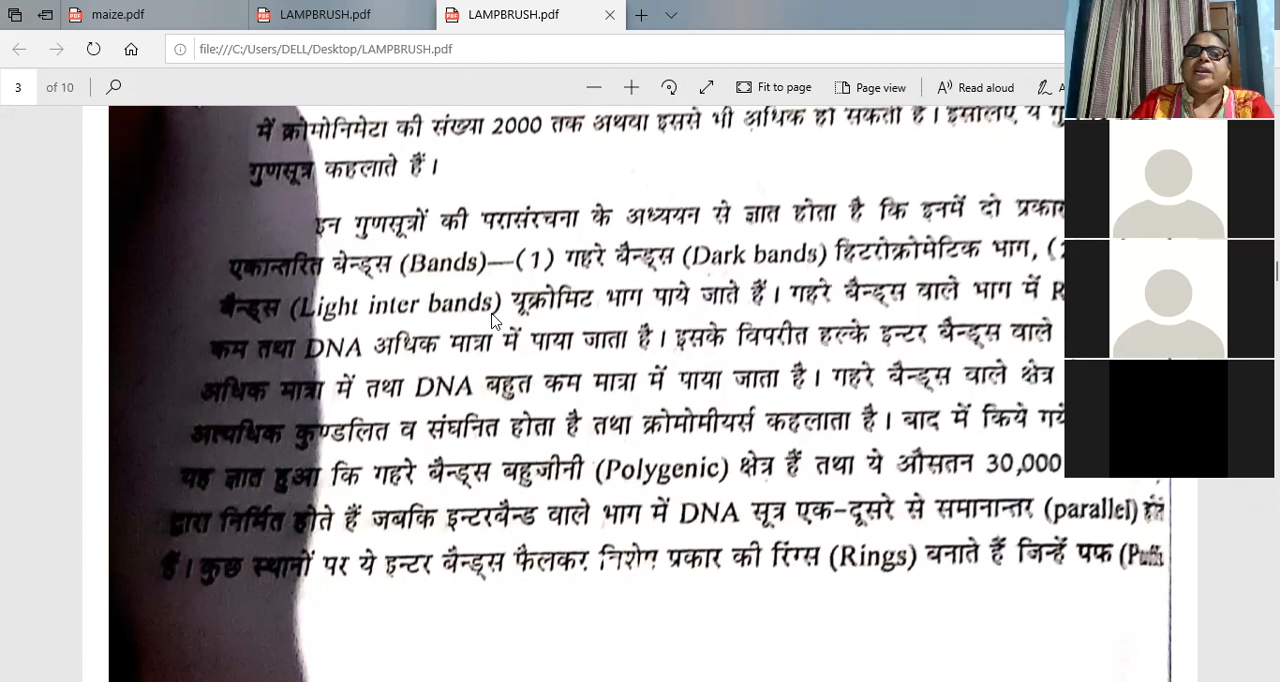 maize.pdf
LAMPBRUSH.pdf
LAMPBRUSH.pdf
file:///C:/Users/DELL/Desktop/LAMPBRUSH.pdf
3 of 10
Fit to page
Page view
Read aloud
में क्रोमोनिमेटा की संख्या 2000 तक अथवा इससे भी अधिक हो सकती है। इसलिए ये
गुणसूत्र कहलाते हैं।
इन गुणसूत्रों की परासंरचना के अध्ययन से ज्ञात होता है कि इनमें दो प्रकार
एकान्तरित बेन्ड्स (Bands)—(1) गहरे बैन्ड्स (Dark bands) हिटरोक्रोमेटिक भाग,
बैन्ड्स (Light inter bands) यूक्रोमिट भाग पाये जाते हैं। गहरे बैन्ड्स वाले भाग में
कम तथा DNA अधिक मात्रा में पाया जाता है। इसके विपरीत हल्के इन्टर बैन्ड्स वाले
अधिक मात्रा में तथा DNA बहुत कम मात्रा में पाया जाता है। गहरे बैन्ड्स वाले क्षेत्र
अत्यधिक कुण्डलित व संघनित होता है तथा क्रोमोमीयर्स कहलाता है। बाद में किये गये
यह ज्ञात हुआ कि गहरे बैन्ड्स बहुजीनी (Polygenic) क्षेत्र हैं तथा ये औसतन 30,000
द्वारा निर्मित होते हैं जबकि इन्टरबैन्ड वाले भाग में DNA सूत्र एक-दूसरे से समानान्तर (parallel) होते
हैं। कुछ स्थानों पर ये इन्टर बैन्ड्स फैलकर प्रकार की रिंग्स (Rings) बनाते हैं जिन्हें पफ (Puffs